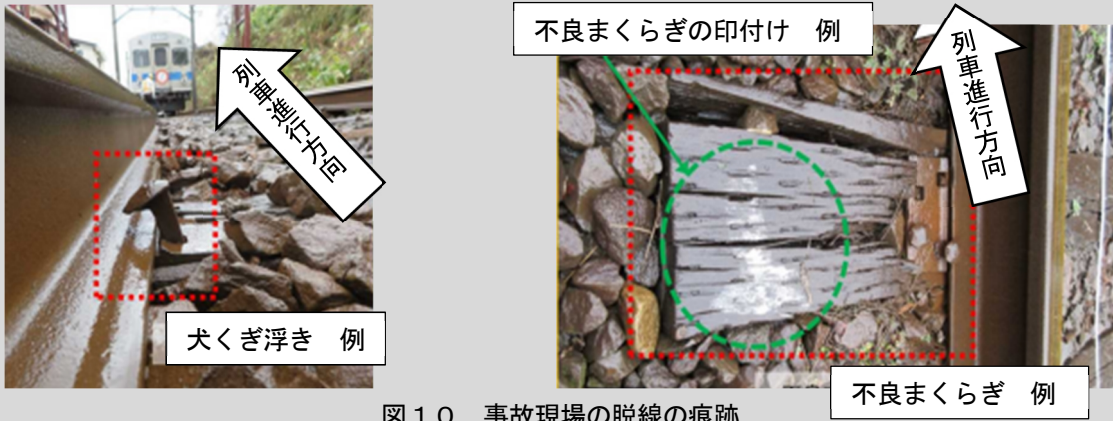 列車進行方向
犬くぎ浮き 例
不良まくらぎの印付け 例
列車進行方向
不良まくらぎ 例
図10 事故現場の脱線の痕跡